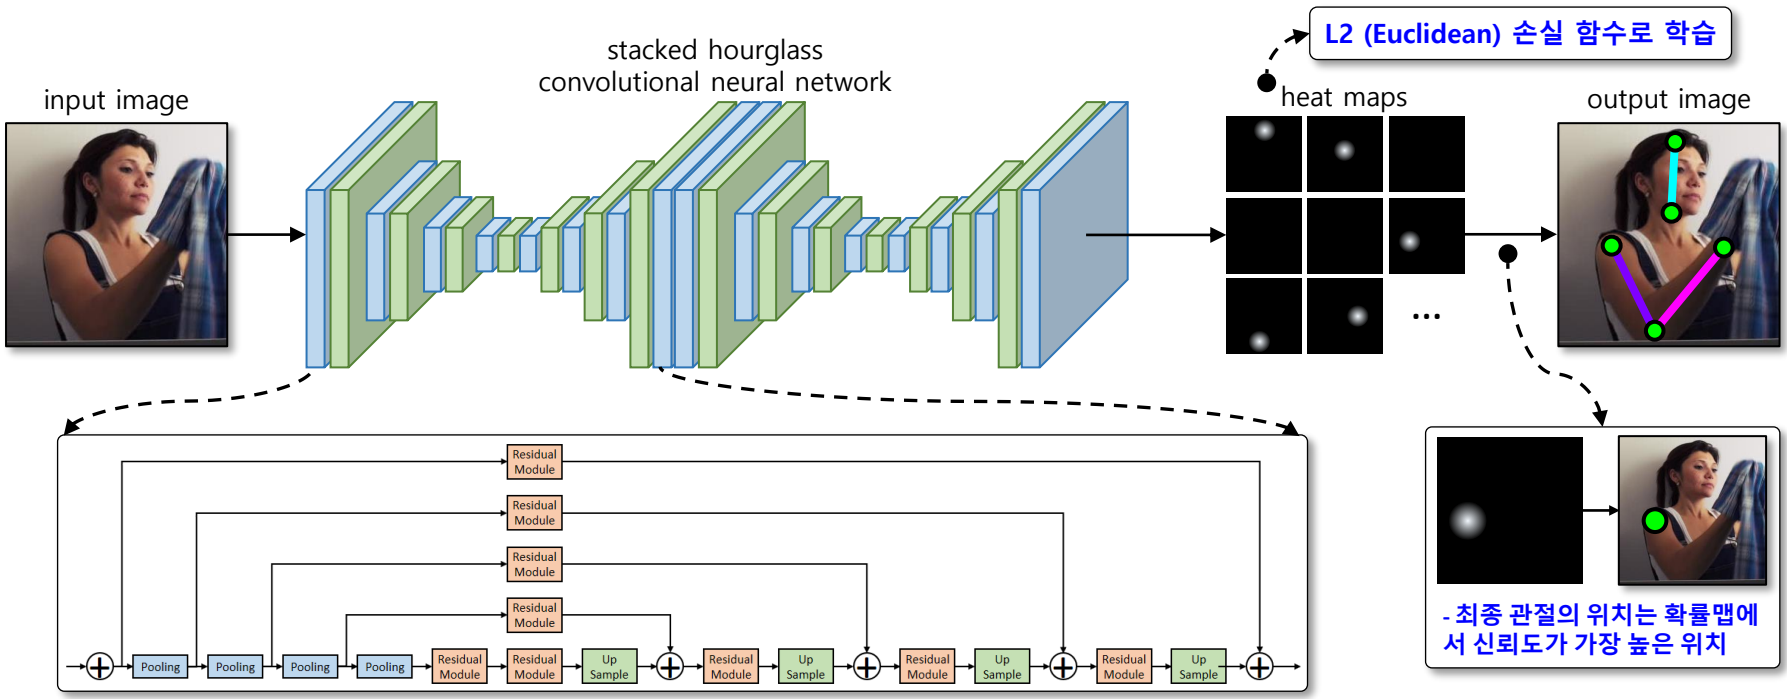 L2 (Euclidean) 손실 함수로 학습
stacked hourglass
convolutional neural network
input image
heat maps
output image
...
Residual
Module
Residual
Module
Residual
Module
Residual
Module
Pooling
Pooling
Pooling
Pooling
Residual
Module
Residual
Module
Up
Sample
Residual
Module
Up
Sample
Residual
Module
Up
Sample
Residual
Module
Up
Sample
- 최종 관절의 위치는 확률맵에
서 신뢰도가 가장 높은 위치